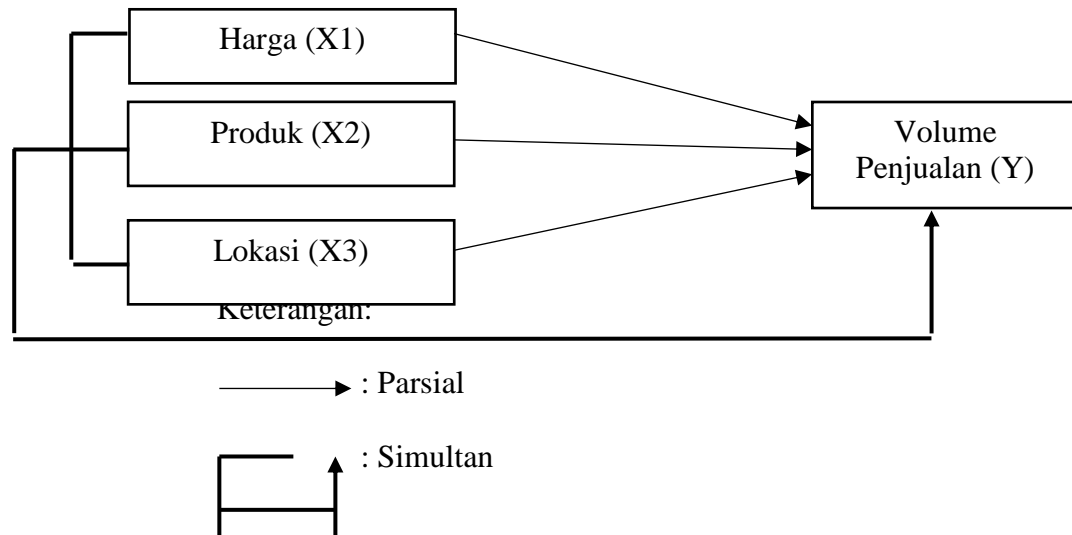 Harga (X1)
Produk (X2)
Volume
Penjualan (Y)
Lokasi (X3)
Keterangan:
: Parsial
: Simultan